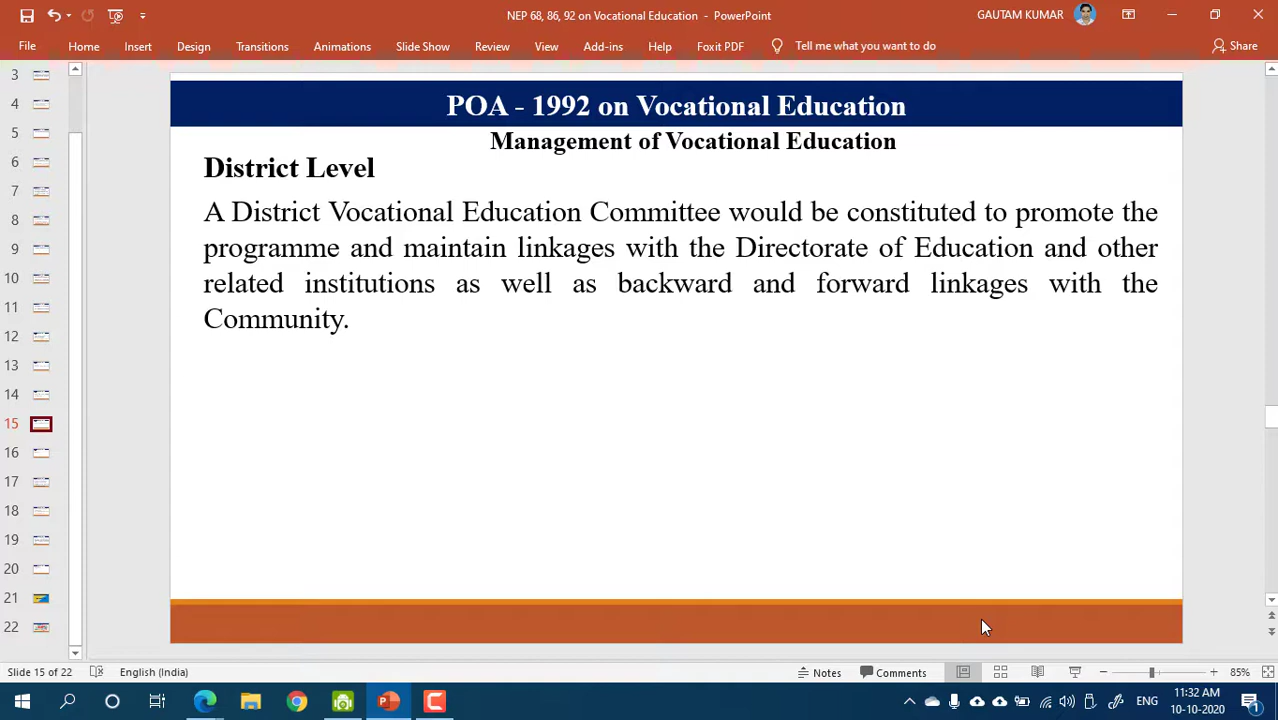 NEP 68, 86, 92 on Vocational Education - PowerPoint
GAUTAM KUMAR
File Home Insert Design Transitions Animations Slide Show Review View Add-ins Help Foxit PDF Tell me what you want to do Share
3
4
5
6
7
8
9
10
11
12
13
14
15
16
17
18
19
20
21
22
POA - 1992 on Vocational Education
Management of Vocational Education
District Level
A District Vocational Education Committee would be constituted to promote the
programme and maintain linkages with the Directorate of Education and other
related institutions as well as backward and forward linkages with the
Community.
Slide 15 of 22 English (India) Notes Comments 85%
ENG
11:32 AM
10-10-2020
1